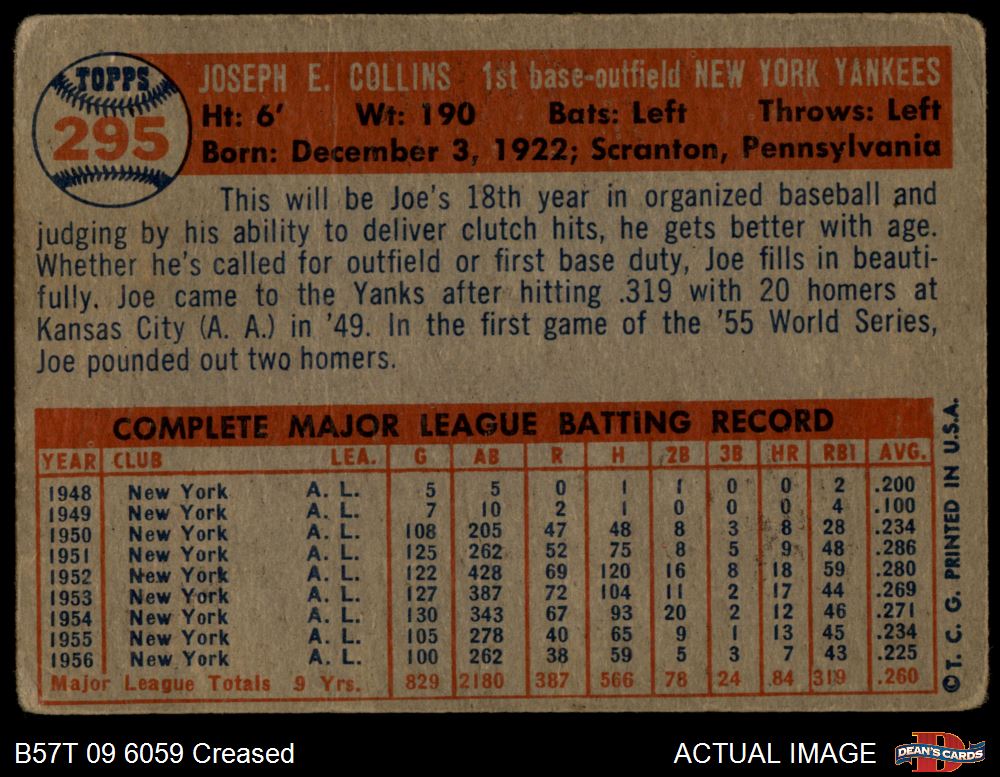 TOPPS
295
JOSEPH E. COLLINS 1st base-outfield NEW YORK YANKEES
Ht: 6' Wt: 190 Bats: Left Throws: Left
Born: December 3, 1922; Scranton, Pennsylvania
This will be Joe's 18th year in organized baseball and
judging by his ability to deliver clutch hits, he gets better with age.
Whether he's called for outfield or first base duty, Joe fills in beauti-
fully. Joe came to the Yanks after hitting .319 with 20 homers at
Kansas City (A. A.) in '49. In the first game of the '55 World Series,
Joe pounded out two homers.
COMPLETE MAJOR LEAGUE BATTING RECORD
YEAR CLUB LEA. G AB R H 2B 3B HR RBI AVG.
1948 New York A. L. 5 5 0 1 1 0 0 2 .200
1949 New York A. L. 7 10 2 1 0 0 0 4 .100
1950 New York A. L. 108 205 47 48 8 3 8 28 .234
1951 New York A. L. 125 262 52 75 8 5 9 48 .286
1952 New York A. L. 122 428 69 120 16 8 18 59 .280
1953 New York A. L. 127 387 72 104 11 2 17 44 .269
1954 New York A. L. 130 343 67 93 20 2 12 46 .271
1955 New York A. L. 105 278 40 65 9 1 13 45 .234
1956 New York A. L. 100 262 38 59 5 3 7 43 .225
Major League Totals 9 Yrs. 829 2180 387 566 78 24 84 319 .260
©T. C. G. PRINTED IN U.S.A.
B57T 09 6059 Creased
ACTUAL IMAGE
DEAN'S CARDS